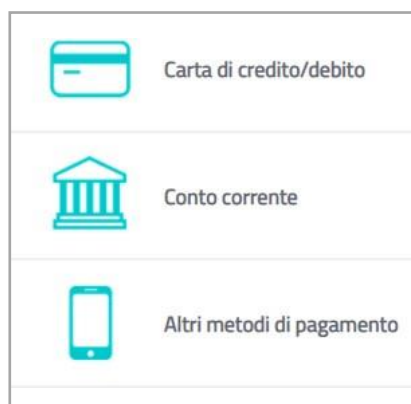 Carta di credito/debito
Conto corrente
Altri metodi di pagamento